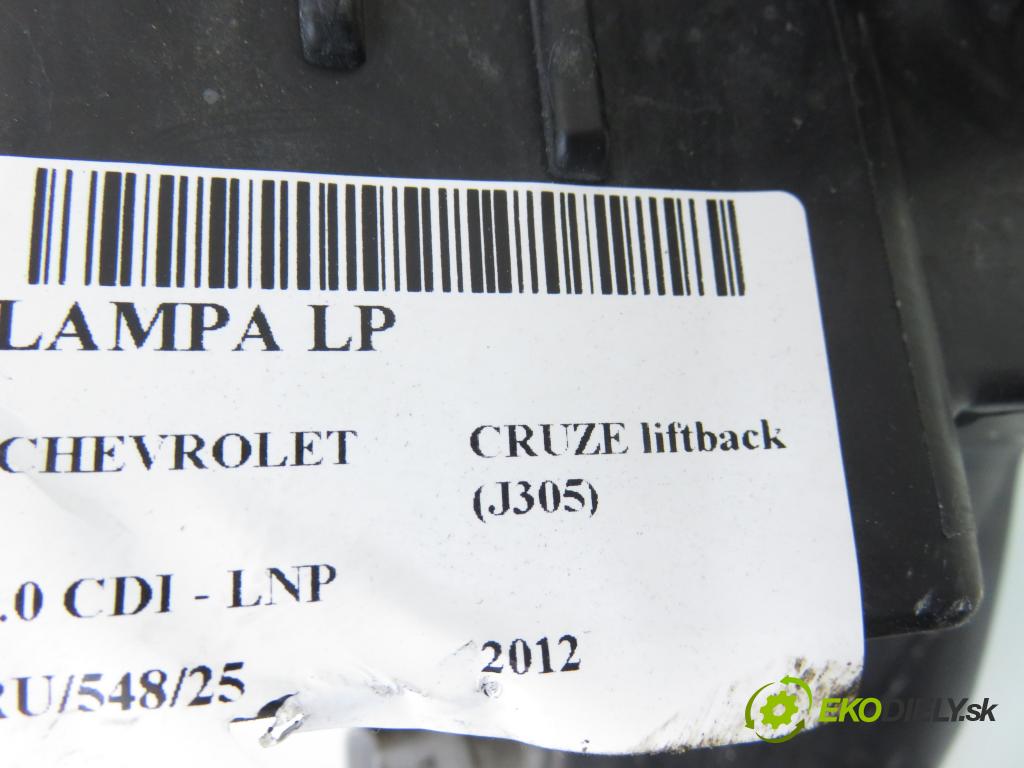 LAMPA LP
CHEVROLET CRUZE liftback
(J305)
.0 CDI - LNP
2012
RU/548/25
EKODIELY.sk